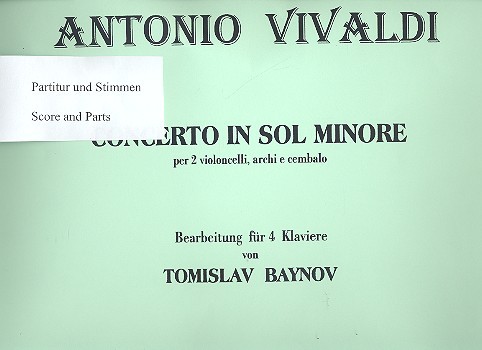 ANTONIO VIVALDI
Partitur und Stimmen
Score and Parts
CONCERTO IN SOL MINORE
per 2 violoncelli, archi e cembalo
Bearbeitung für 4 Klaviere
von
TOMISLAV BAYNOV